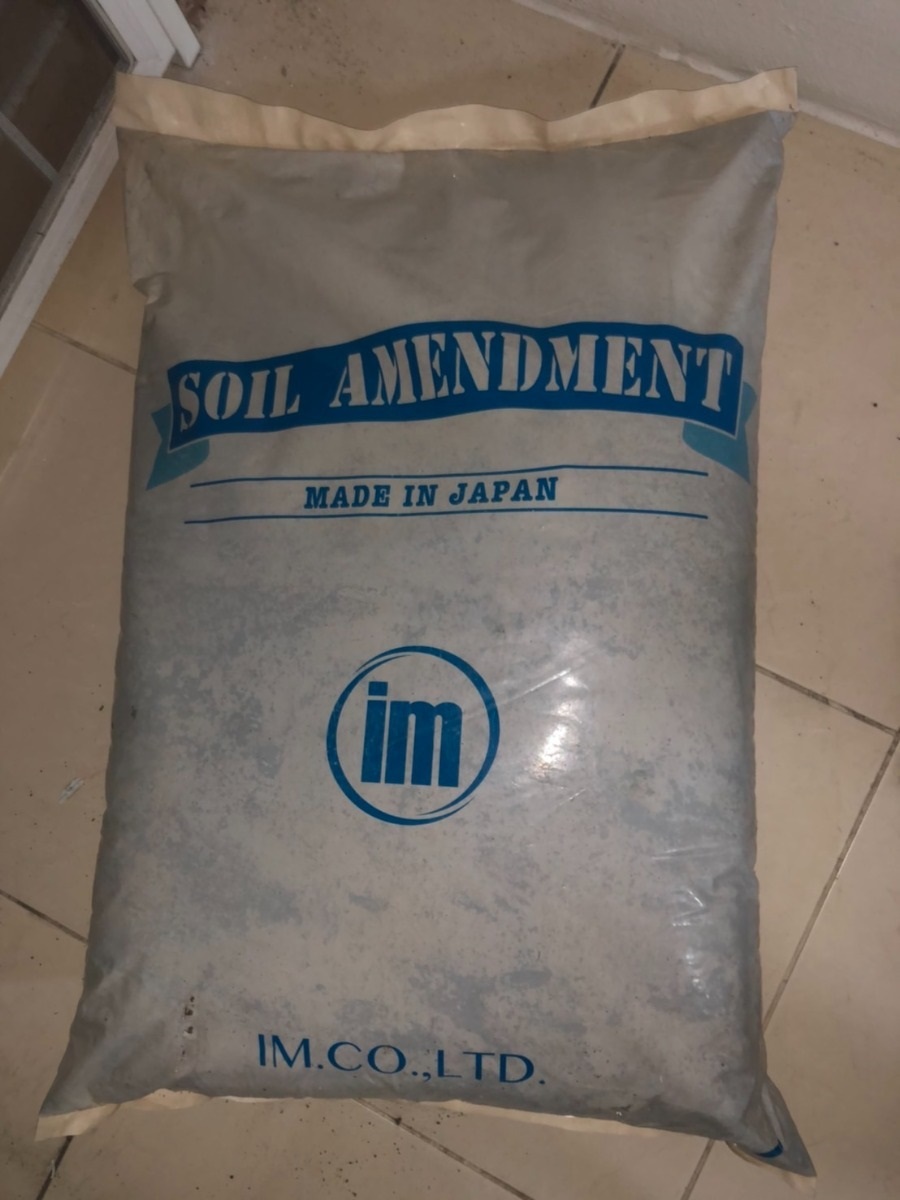 SOIL AMENDMENT
MADE IN JAPAN
im
IM.CO.,LTD.